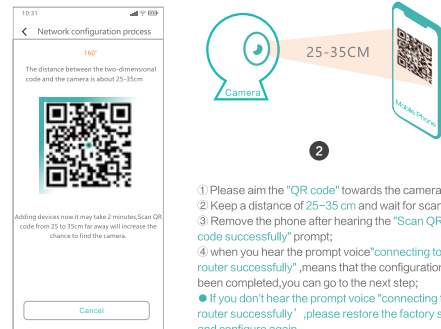 10:31
Network configuration process
160"
The distance between the two-dimensional
code and the camera is about 25-35cm
Adding devices now.it may take 2 minutes,Scan QR
code from 25 to 35cm far away will increase the
chance to find the camera.
Cancel
Camera
25-35CM
Mobile Phone
2
① Please aim the "QR code" towards the camera
② Keep a distance of 25-35 cm and wait for scan
③ Remove the phone after hearing the "Scan QR
code successfully" prompt;
④ when you hear the prompt voice"connecting to
router successfully" ,means that the configuration
been completed,you can go to the next step;
● If you don't hear the prompt voice "connecting
router successfully' ,please restore the factory
and configure again